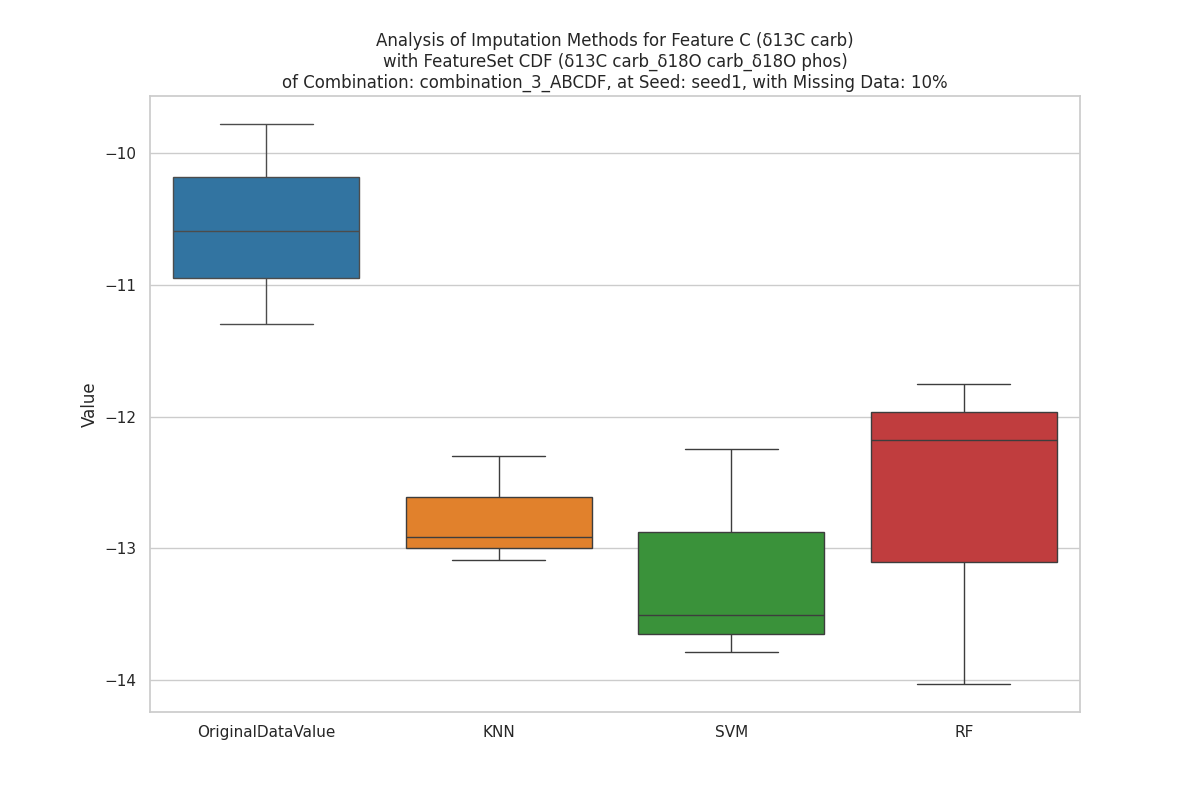 Analysis of Imputation Methods for Feature C (δ13C carb)
with FeatureSet CDF (δ13C carb_δ18O carb_δ18O phos)
of Combination: combination_3_ABCDF, at Seed: seed1, with Missing Data: 10%
−10
−11
−12
−13
−14
Value
OriginalDataValue
KNN
SVM
RF